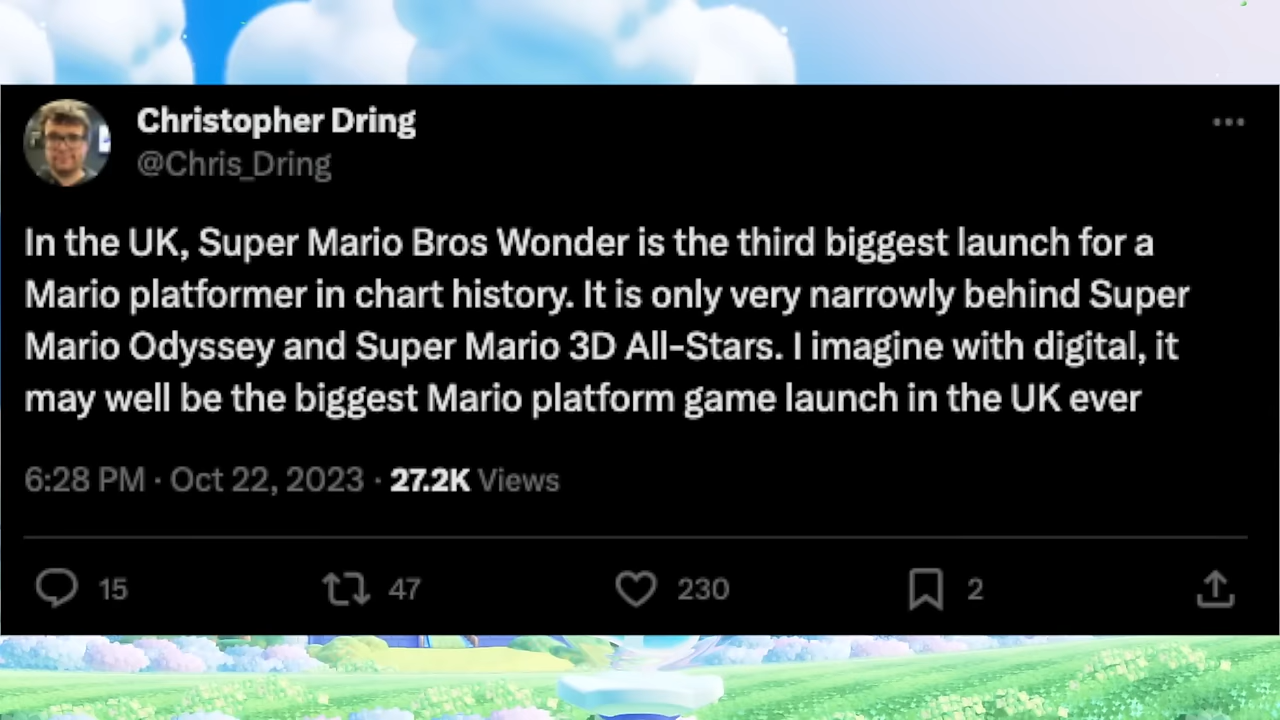 Christopher Dring
@Chris_Dring
In the UK, Super Mario Bros Wonder is the third biggest launch for a
Mario platformer in chart history. It is only very narrowly behind Super
Mario Odyssey and Super Mario 3D All-Stars. I imagine with digital, it
may well be the biggest Mario platform game launch in the UK ever
6:28 PM · Oct 22, 2023 · 27.2K Views
15 47 230 2